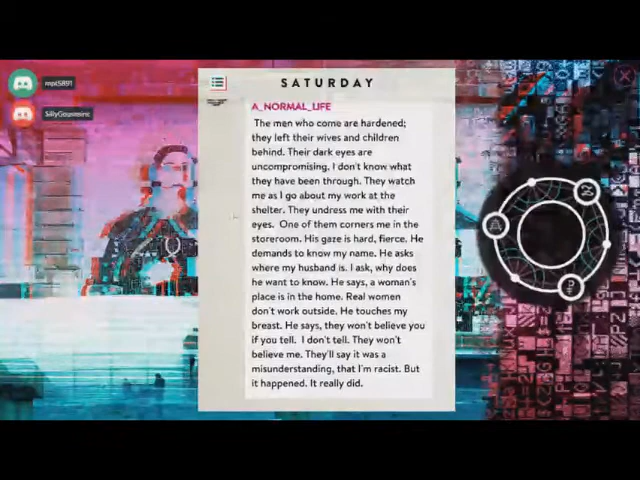 SATURDAY
A_NORMAL_LIFE
The men who come are hardened;
they left their wives and children
behind. Their dark eyes are
uncompromising, I don't know what
they have been through. They watch
me as I go about my work at the
shelter. They undress me with their
eyes. One of them corners me in the
storeroom. His gaze is hard, fierce. He
demands to know my name. He asks
where my husband is. I ask, why does
he want to know. He says, a woman's
place is in the home. Real women
don't work outside. He touches my
breast. He says, they won't believe you
if you tell. I don't tell. They won't
believe me. They'll say it was a
misunderstanding, that I'm racist. But
it happened. It really did.